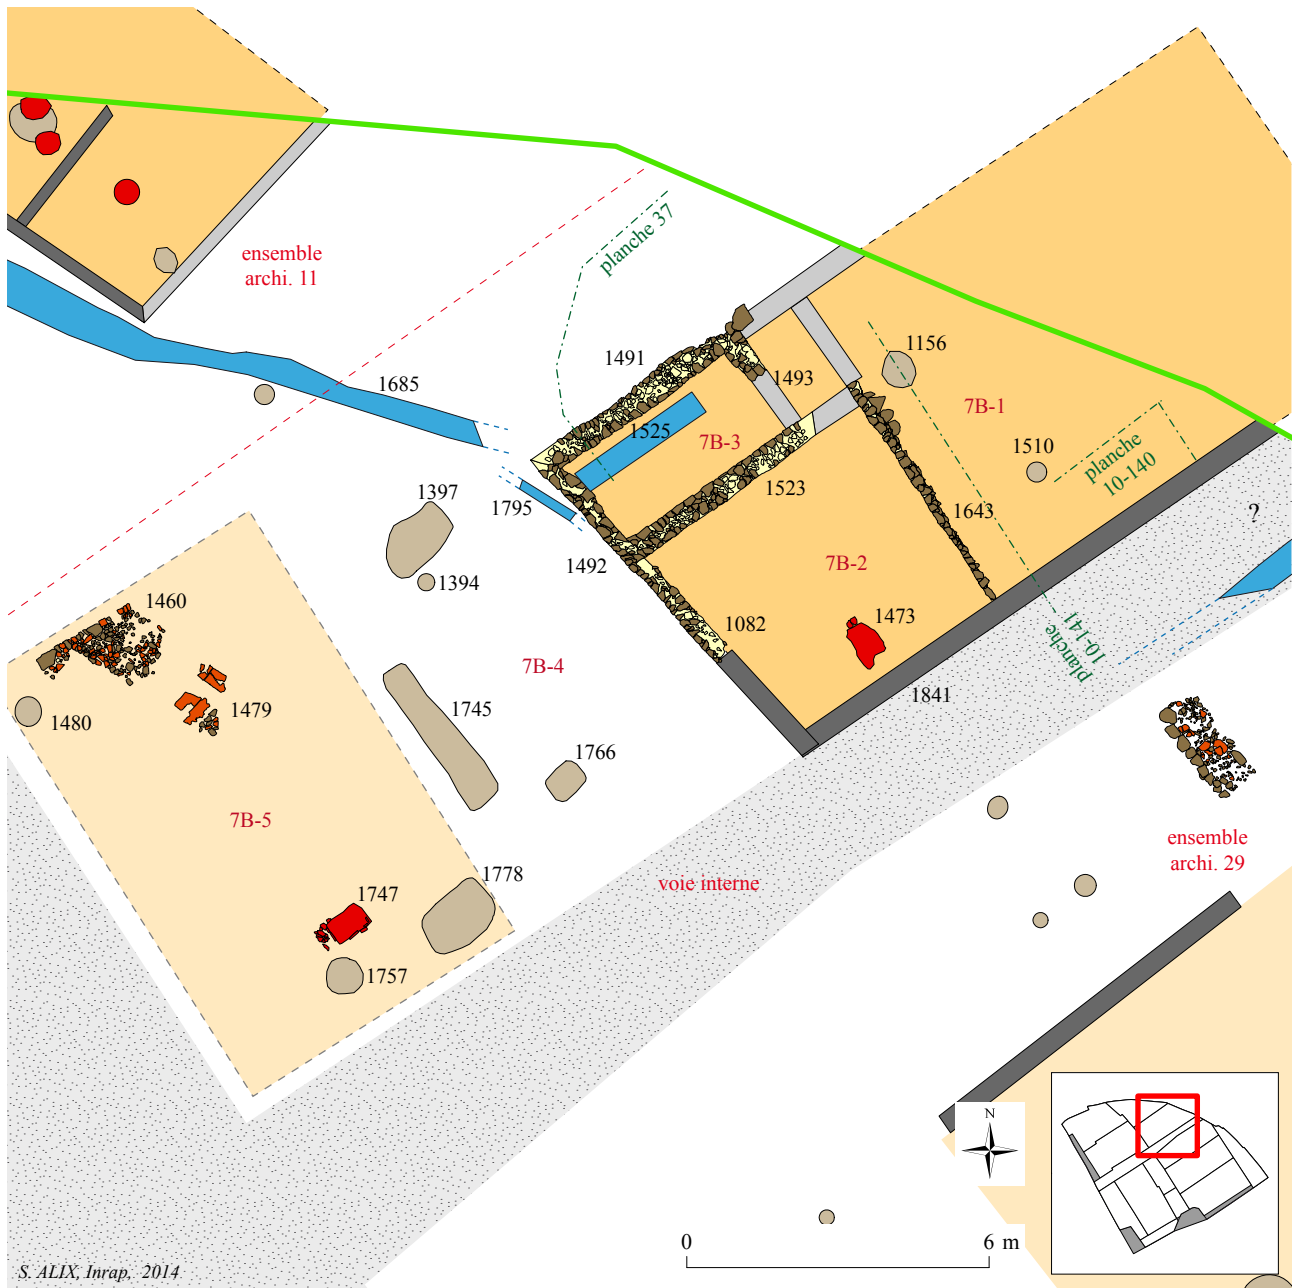 planche 37
ensemble
archi. 11
1491
1156
1493
1685
7B-1
1525
7B-3
1510
planche
10-140
1397
1523
1795
1643
?
1492
7B-2
1394
1460
1082
1473
planche
10-141
7B-4
1479
1745
1841
1480
1766
7B-5
ensemble
archi. 29
1778
voie interne
1747
1757
N
0
6 m
S. ALIX, Inrap, 2014